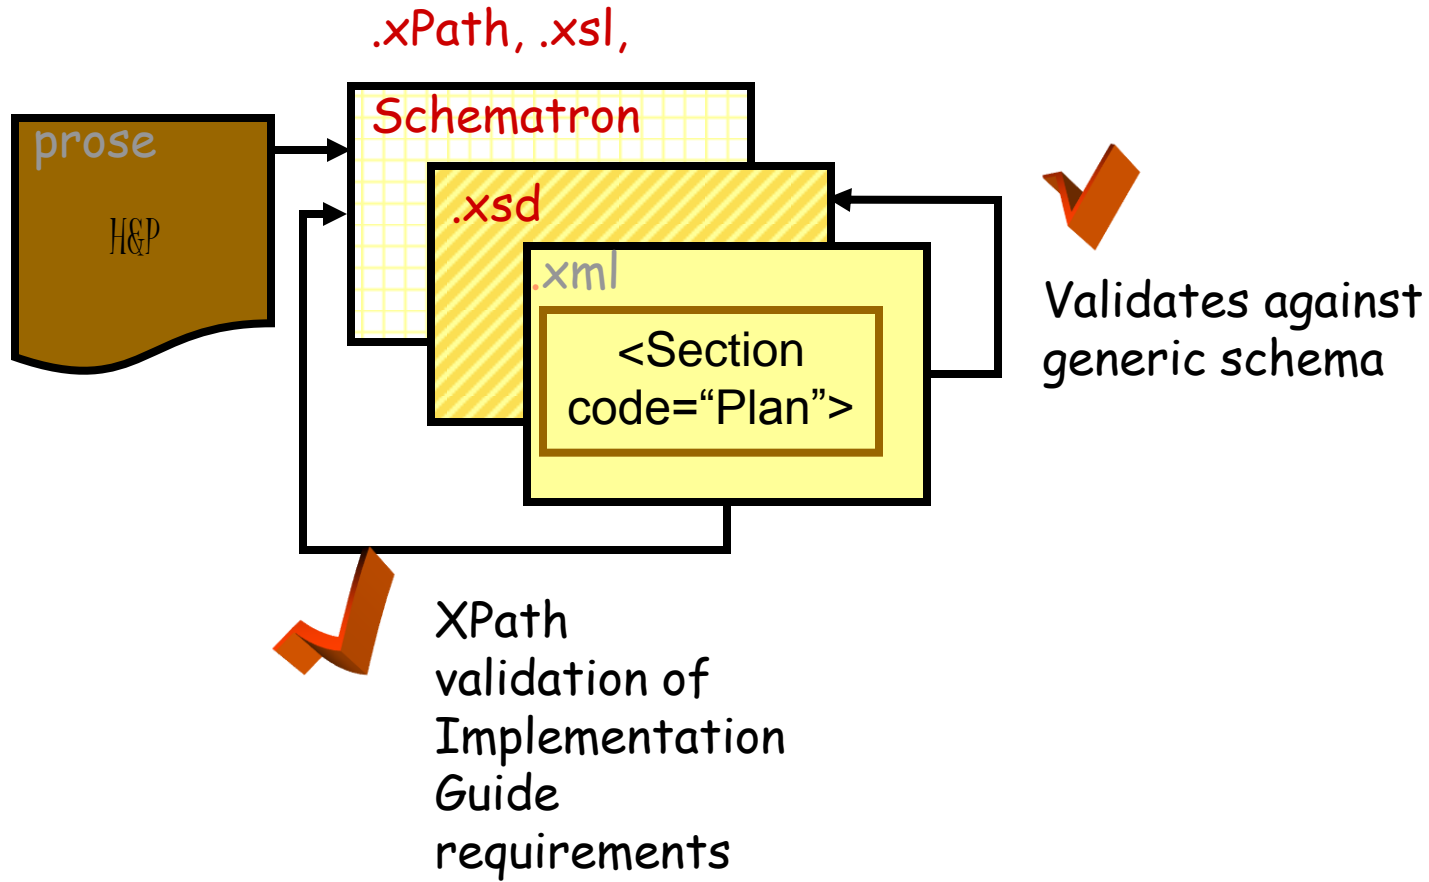 .xPath, .xsl,
Schematron
prose
H&P
.xsd
.xml
<Section
code=“Plan”>
Validates against
generic schema
XPath
validation of
Implementation
Guide
requirements